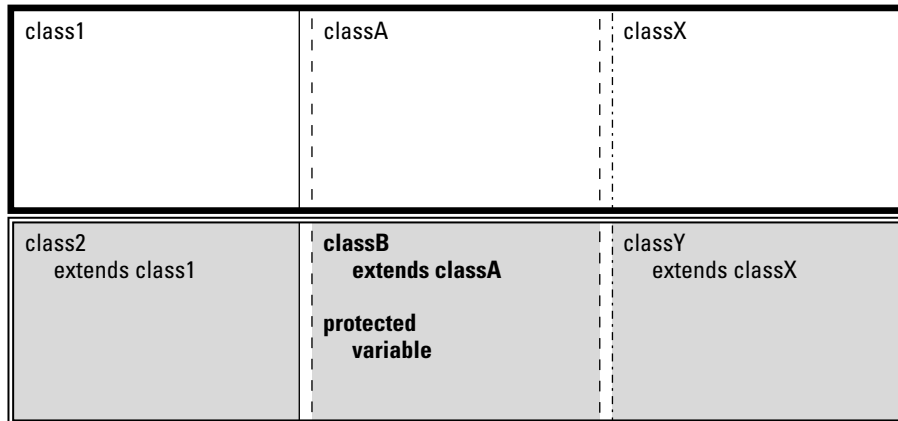 class1
classA
classX
class2
extends class1
classB
extends classA
protected
variable
classY
extends classX